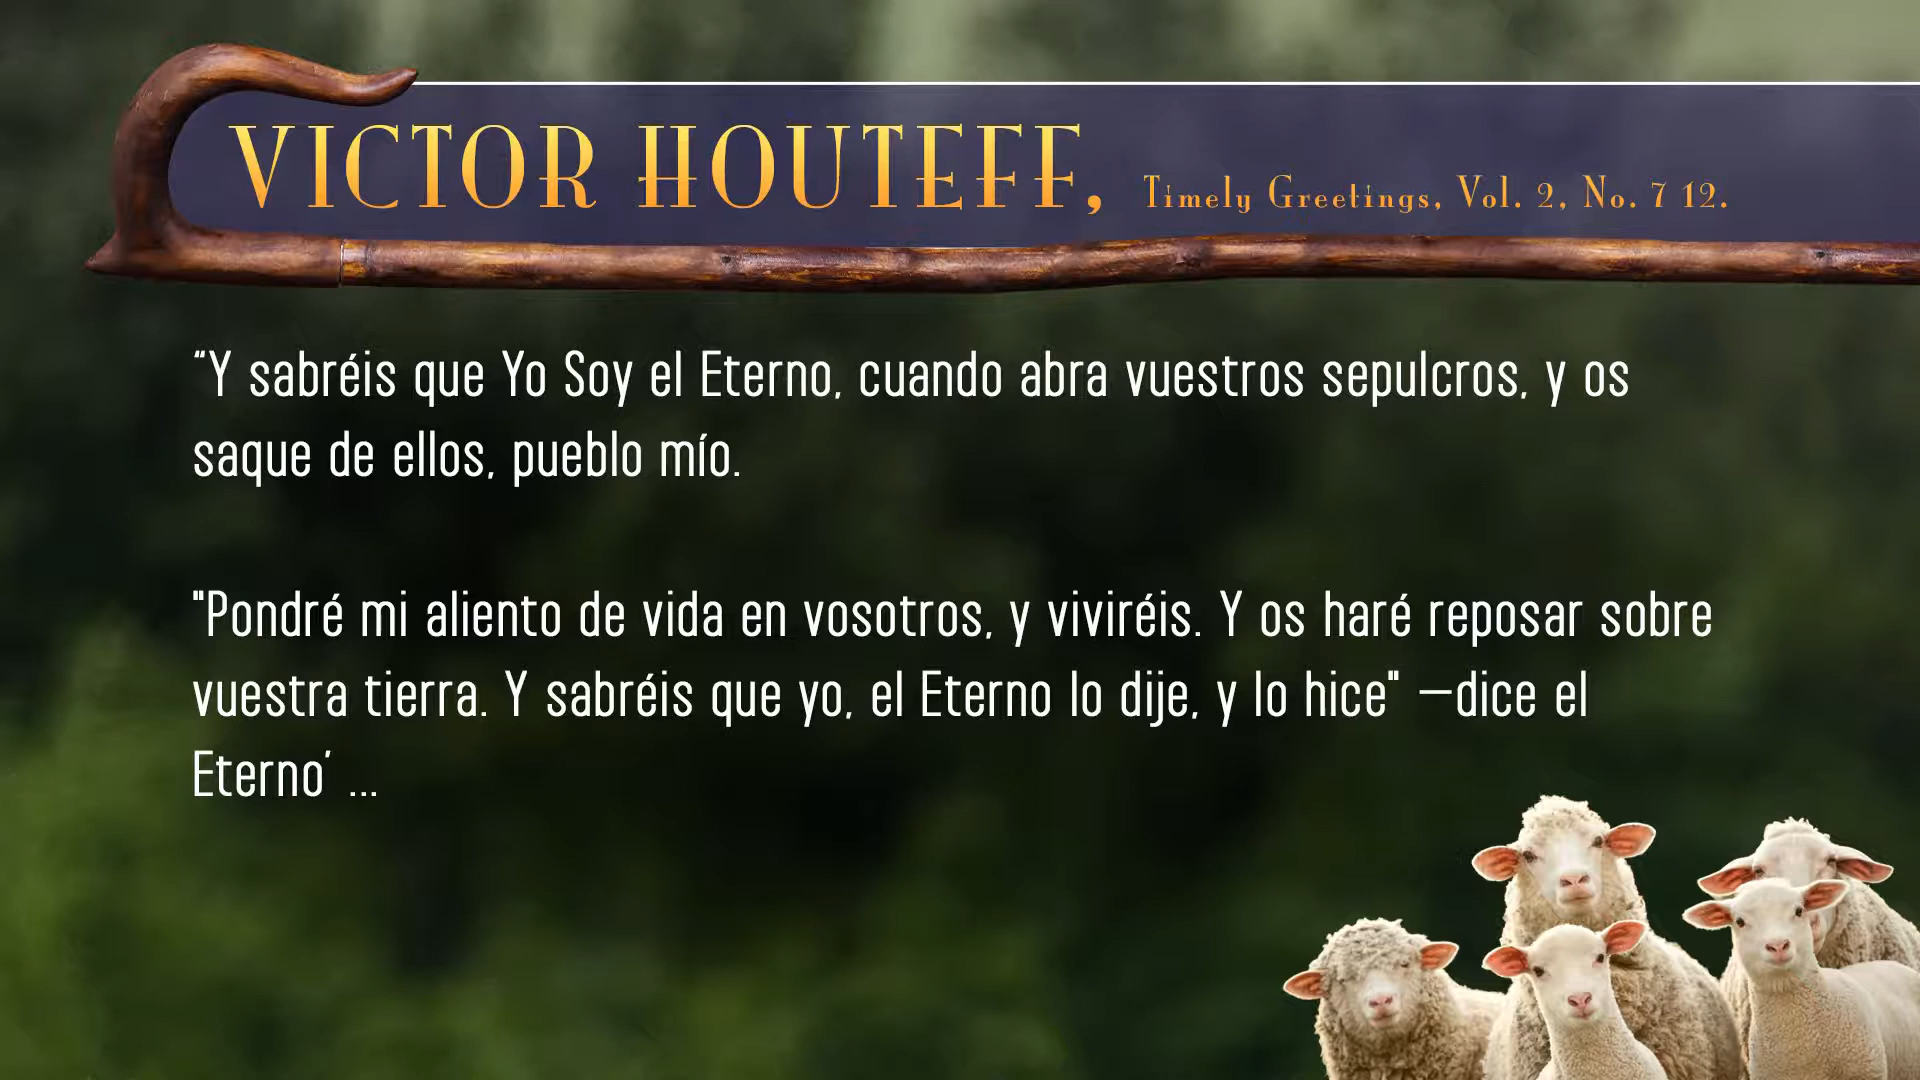 VICTOR HOUTEFF, Timely Greetings, Vol. 2, No. 7 12.
“Y sabréis que Yo Soy el Eterno, cuando abra vuestros sepulcros, y os
saque de ellos, pueblo mío.
"Pondré mi aliento de vida en vosotros, y viviréis. Y os haré reposar sobre
vuestra tierra. Y sabréis que yo, el Eterno lo dije, y lo hice" —dice el
Eterno’ ...